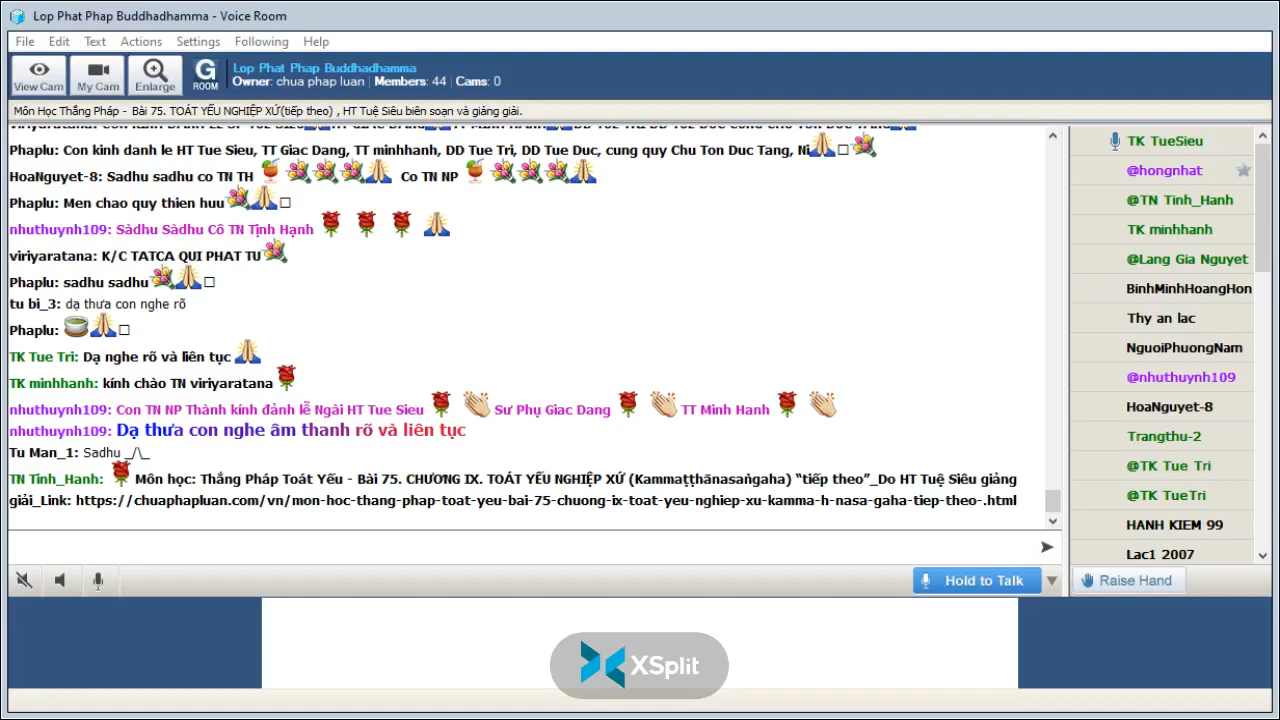 Lop Phat Phap Buddhadhamma - Voice Room
File Edit Text Actions Settings Following Help
View Cam
My Cam
Enlarge
G ROOM
Lop Phat Phap Buddhadhamma
Owner: chua phap luan | Members: 44 | Cams: 0
Môn Học Thắng Pháp - Bài 75. TOÁT YẾU NGHIỆP XỨ(tiếp theo) , HT Tuệ Siêu biên soạn và giảng giải.
Phaplu: Con kinh danh le HT Tue Sieu, TT Giac Dang, TT minhhanh, DD Tue Tri, DD Tue Duc, cung quy Chu Ton Duc Tang, Ni
HoaNguyet-8: Sadhu sadhu co TN TH Co TN NP
Phaplu: Men chao quy thien huu
nhuthuynh109: Sàdhu Sàdhu Cô TN Tịnh Hạnh
viriyaratana: K/C TATCA QUI PHAT TU
Phaplu: sadhu sadhu
tu bi_3: dạ thưa con nghe rõ
Phaplu:
TK Tue Tri: Dạ nghe rõ và liên tục
TK minhhanh: kính chào TN viriyaratana
nhuthuynh109: Con TN NP Thành kính đảnh lễ Ngài HT Tue Sieu Sư Phụ Giac Dang TT Minh Hanh
nhuthuynh109: Dạ thưa con nghe âm thanh rõ và liên tục
Tu Man_1: Sadhu _/\_
TN Tinh_Hanh: Môn học: Thắng Pháp Toát Yếu - Bài 75. CHƯƠNG IX. TOÁT YẾU NGHIỆP XỨ (Kammaṭṭhānasaṅgaha) “tiếp theo”_Do HT Tuệ Siêu giảng
giải_Link: https://chuaphapluan.com/vn/mon-hoc-thang-phap-toat-yeu-bai-75-chuong-ix-toat-yeu-nghiep-xu-kamma-h-nasa-gaha-tiep-theo-.html
TK TueSieu
@hongnhat
@TN Tinh_Hanh
TK minhhanh
@Lang Gia Nguyet
BinhMinhHoangHon
Thy an lac
NguoiPhuongNam
@nhuthuynh109
HoaNguyet-8
Trangthu-2
@TK Tue Tri
@TK TueTri
HANH KIEM 99
Lac1 2007
Hold to Talk
Raise Hand
XSplit